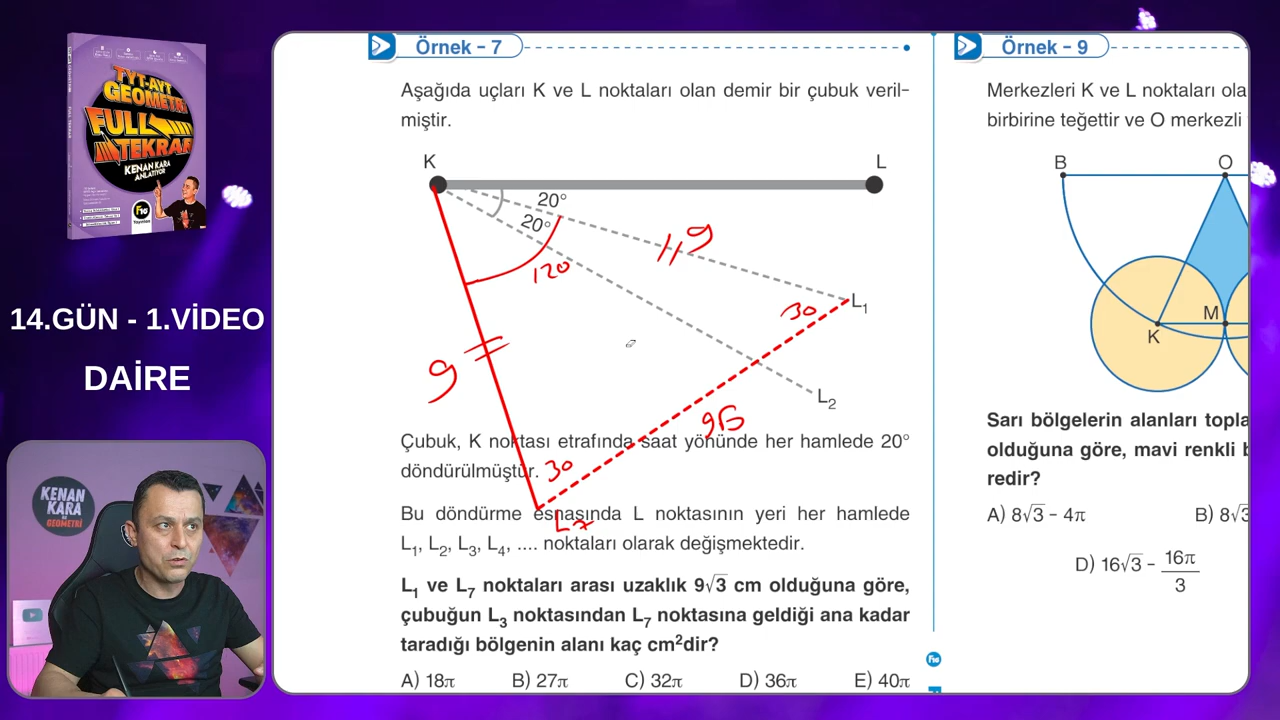 TYT-AYT
GEOMETRİ
FULL
TEKRAR
KENAN KARA
ANLATIYOR
14.GÜN - 1.VİDEO
DAİRE
KENAN
KARA
GEOMETRİ
Örnek - 7
Aşağıda uçları K ve L noktaları olan demir bir çubuk veril-
miştir.
K
L
20°
20°
120
9
9
30
L1
L2
9√3
30
L7
Çubuk, K noktası etrafında saat yönünde her hamlede 20°
döndürülmüştür.
Bu döndürme esnasında L noktasının yeri her hamlede
L1, L2, L3, L4, .... noktaları olarak değişmektedir.
L1 ve L7 noktaları arası uzaklık 9√3 cm olduğuna göre,
çubuğun L3 noktasından L7 noktasına geldiği ana kadar
taradığı bölgenin alanı kaç cm²dir?
A) 18π B) 27π C) 32π D) 36π E) 40π
Örnek - 9
Merkezleri K ve L noktaları ola
birbirine teğettir ve O merkezli
B
O
K
M
Sarı bölgelerin alanları topla
olduğuna göre, mavi renkli b
redir?
A) 8√3 - 4π B) 8√3
D) 16√3 - 16π/3